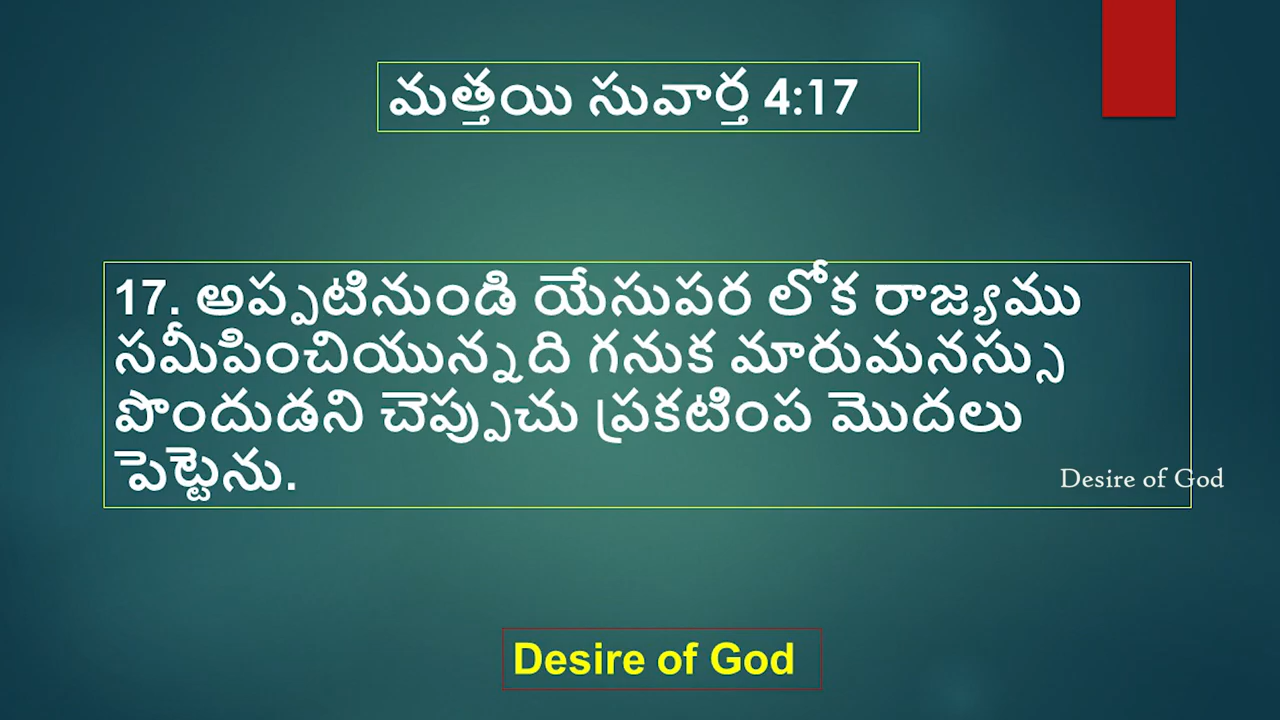 మత్తయి సువార్త 4:17
17. అప్పటినుండి యేసుపర లోక రాజ్యము
సమీపించియున్నది గనుక మారుమనస్సు
పొందుడని చెప్పుచు ప్రకటింప మొదలు
పెట్టెను.
Desire of God
Desire of God